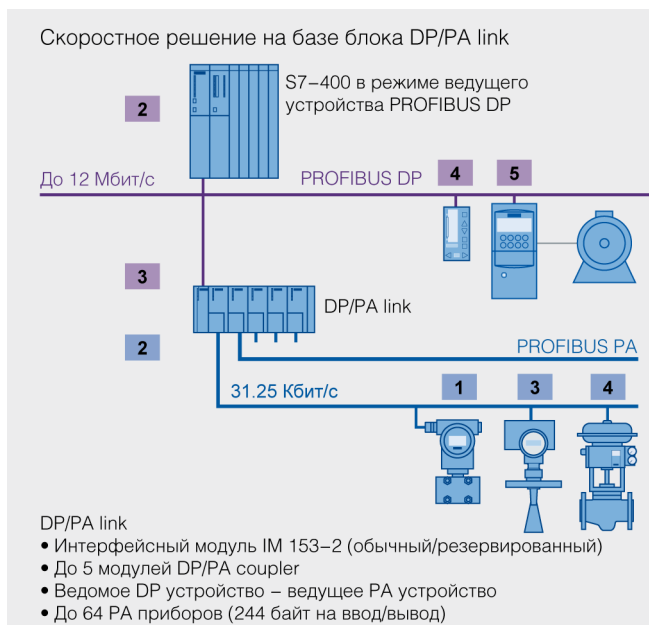 Скоростное решение на базе блока DP/PA link
S7–400 в режиме ведущего
устройства PROFIBUS DP
2
До 12 Мбит/с
PROFIBUS DP
4
5
3
DP/PA link
2
PROFIBUS PA
31.25 Кбит/с
1
3
4
DP/PA link
• Интерфейсный модуль IM 153–2 (обычный/резервированный)
• До 5 модулей DP/PA coupler
• Ведомое DP устройство – ведущее PA устройство
• До 64 PA приборов (244 байт на ввод/вывод)